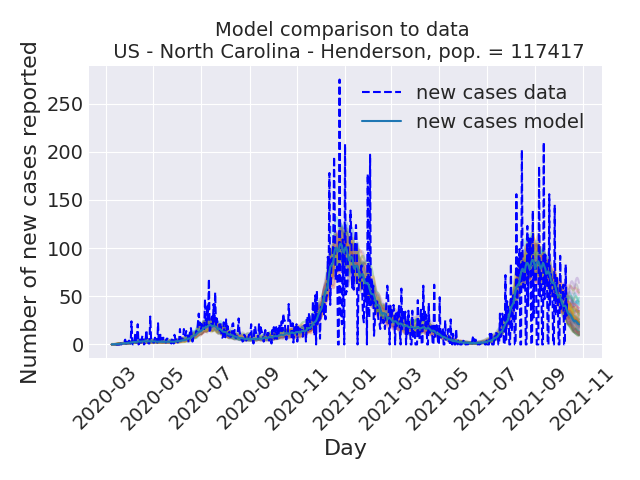 Model comparison to data
US - North Carolina - Henderson, pop. = 117417
Number of new cases reported
250
200
150
100
50
0
new cases data
new cases model
2020-03
2020-05
2020-07
2020-09
2020-11
2021-01
2021-03
2021-05
2021-07
2021-09
2021-11
Day